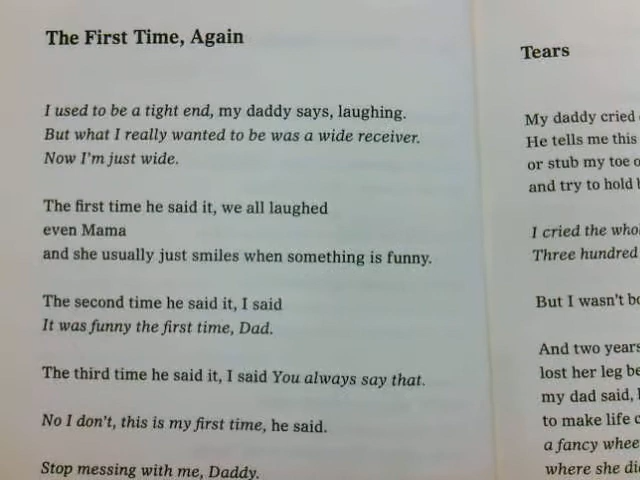 The First Time, Again
I used to be a tight end, my daddy says, laughing.
But what I really wanted to be was a wide receiver.
Now I'm just wide.
The first time he said it, we all laughed
even Mama
and she usually just smiles when something is funny.
The second time he said it, I said
It was funny the first time, Dad.
The third time he said it, I said You always say that.
No I don't, this is my first time, he said.
Stop messing with me, Daddy.
Tears
My daddy cried
He tells me this
or stub my toe
and try to hold
I cried the
Three hundred
But I wasn't
And two years
lost her leg
my dad said,
to make life
a fancy
where she